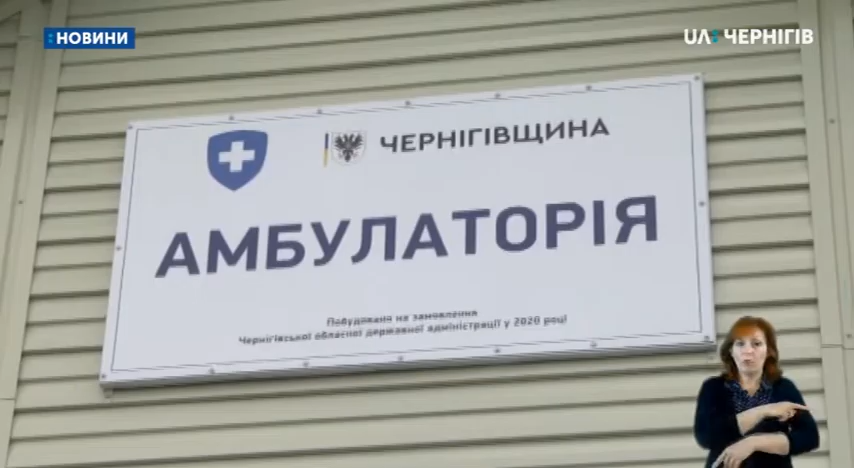 НОВИНИ
UA:ЧЕРНІГІВ
ЧЕРНІГІВЩИНА
АМБУЛАТОРІЯ
Побудована на замовлення
Чернігівської обласної державної адміністрації у 2020 році